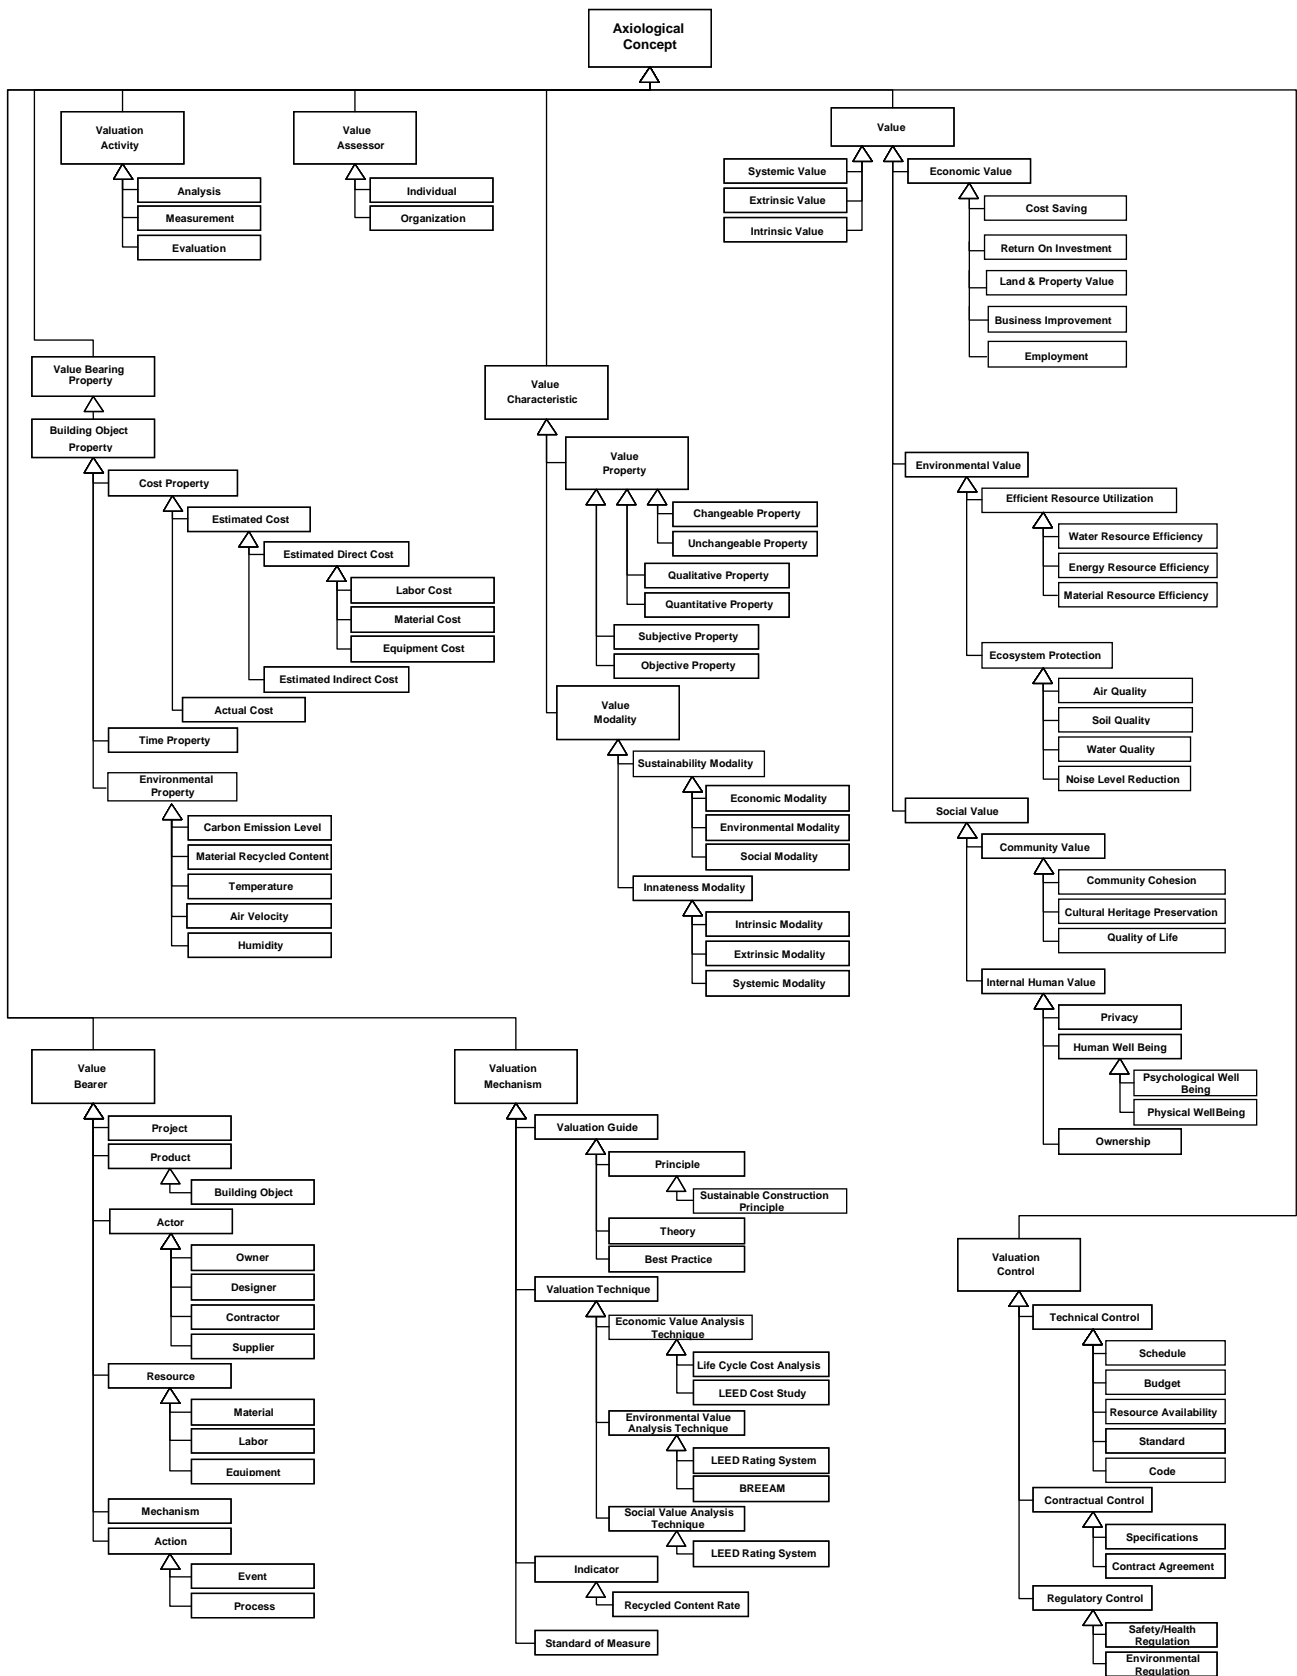 Axiological
Concept
Valuation
Activity
Analysis
Measurement
Evaluation
Value
Assessor
Individual
Organization
Value
Systemic Value
Extrinsic Value
Intrinsic Value
Economic Value
Cost Saving
Return On Investment
Land & Property Value
Business Improvement
Employment
Environmental Value
Efficient Resource Utilization
Water Resource Efficiency
Energy Resource Efficiency
Material Resource Efficiency
Ecosystem Protection
Air Quality
Soil Quality
Water Quality
Noise Level Reduction
Social Value
Community Value
Community Cohesion
Cultural Heritage Preservation
Quality of Life
Internal Human Value
Privacy
Human Well Being
Psychological Well
Being
Physical WellBeing
Ownership
Value Bearing
Property
Building Object
Property
Cost Property
Estimated Cost
Estimated Direct Cost
Labor Cost
Material Cost
Equipment Cost
Estimated Indirect Cost
Actual Cost
Time Property
Environmental
Property
Carbon Emission Level
Material Recycled Content
Temperature
Air Velocity
Humidity
Value
Characteristic
Value
Property
Changeable Property
Unchangeable Property
Qualitative Property
Quantitative Property
Subjective Property
Objective Property
Value
Modality
Sustainability Modality
Economic Modality
Environmental Modality
Social Modality
Innateness Modality
Intrinsic Modality
Extrinsic Modality
Systemic Modality
Value
Bearer
Project
Product
Building Object
Actor
Owner
Designer
Contractor
Supplier
Resource
Material
Labor
Equipment
Mechanism
Action
Event
Process
Valuation
Mechanism
Valuation Guide
Principle
Sustainable Construction
Principle
Theory
Best Practice
Valuation Technique
Economic Value Analysis
Technique
Life Cycle Cost Analysis
LEED Cost Study
Environmental Value
Analysis Technique
LEED Rating System
BREEAM
Social Value Analysis
Technique
LEED Rating System
Indicator
Recycled Content Rate
Standard of Measure
Valuation
Control
Technical Control
Schedule
Budget
Resource Availability
Standard
Code
Contractual Control
Specifications
Contract Agreement
Regulatory Control
Safety/Health
Regulation
Environmental
Regulation